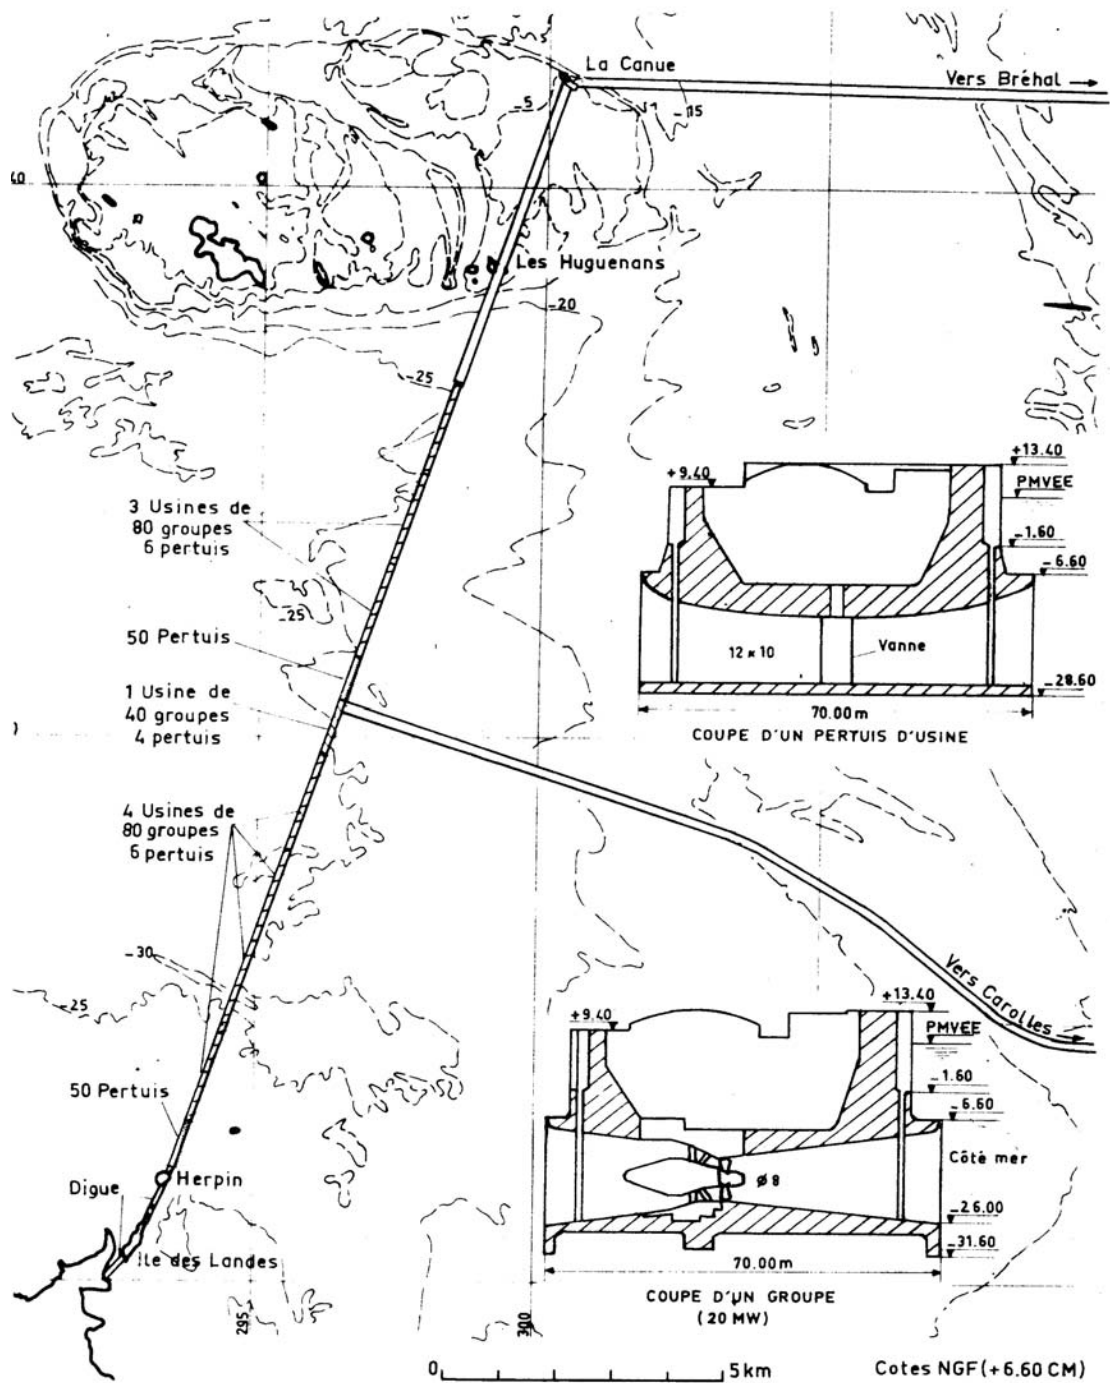 La Canue
Vers Bréhal
-5
-15
40
Les Huguenans
-20
-25
3 Usines de
80 groupes
6 pertuis
-25
50 Pertuis
1 Usine de
40 groupes
4 pertuis
4 Usines de
80 groupes
6 pertuis
-30
-25
50 Pertuis
Herpin
Digue
Ile des Landes
295
300
Vers Carolles
+9.40
+13.40
PMVEE
-1.60
-6.60
12 x 10
Vanne
-28.60
70.00 m
COUPE D'UN PERTUIS D'USINE
+9.40
+13.40
PMVEE
-1.60
-6.60
Côté mer
Ø 8
-26.00
-31.60
70.00 m
COUPE D'UN GROUPE
(20 MW)
0
5 km
Cotes NGF (+6.60 CM)